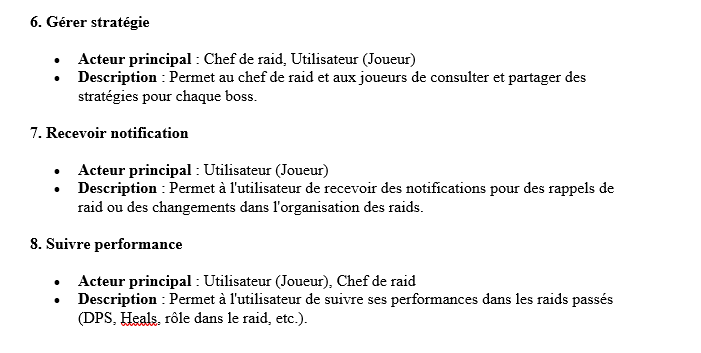 6. Gérer stratégie
• Acteur principal : Chef de raid, Utilisateur (Joueur)
• Description : Permet au chef de raid et aux joueurs de consulter et partager des
stratégies pour chaque boss.
7. Recevoir notification
• Acteur principal : Utilisateur (Joueur)
• Description : Permet à l'utilisateur de recevoir des notifications pour des rappels de
raid ou des changements dans l'organisation des raids.
8. Suivre performance
• Acteur principal : Utilisateur (Joueur), Chef de raid
• Description : Permet à l'utilisateur de suivre ses performances dans les raids passés
(DPS, Heals, rôle dans le raid, etc.).